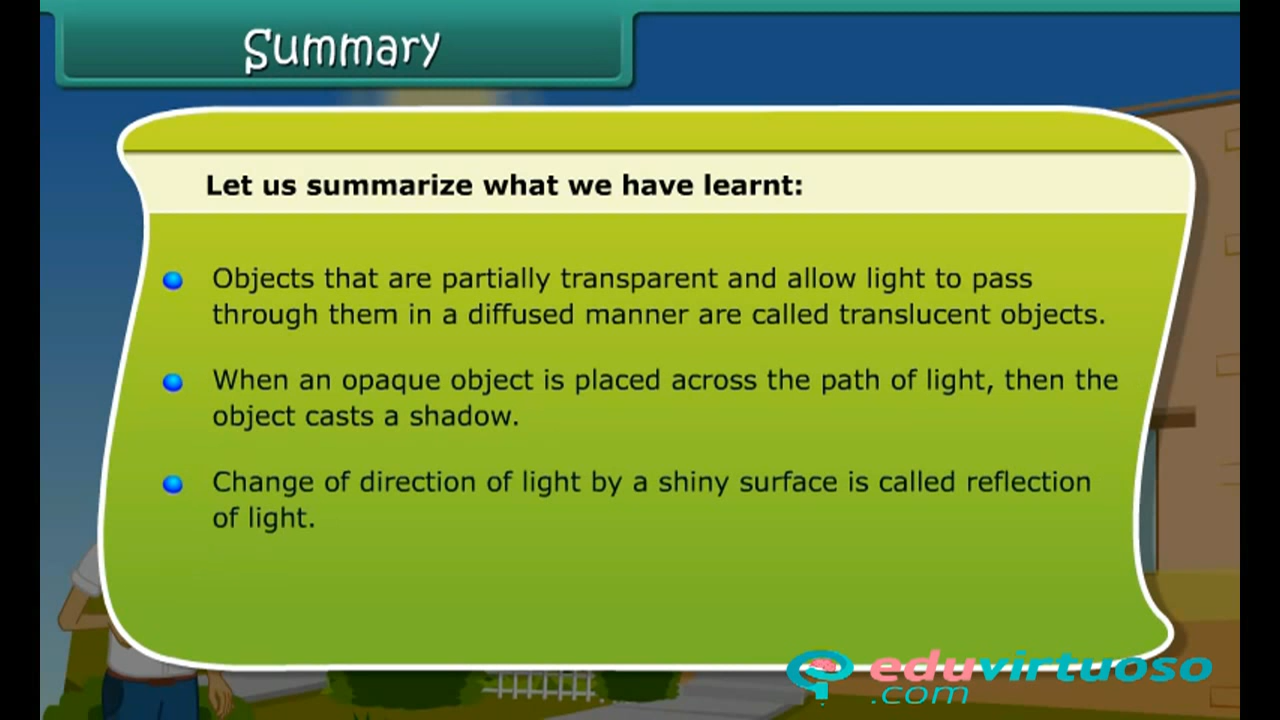 Summary
Let us summarize what we have learnt:
Objects that are partially transparent and allow light to pass
through them in a diffused manner are called translucent objects.
When an opaque object is placed across the path of light, then the
object casts a shadow.
Change of direction of light by a shiny surface is called reflection
of light.
eduvirtuoso
.com